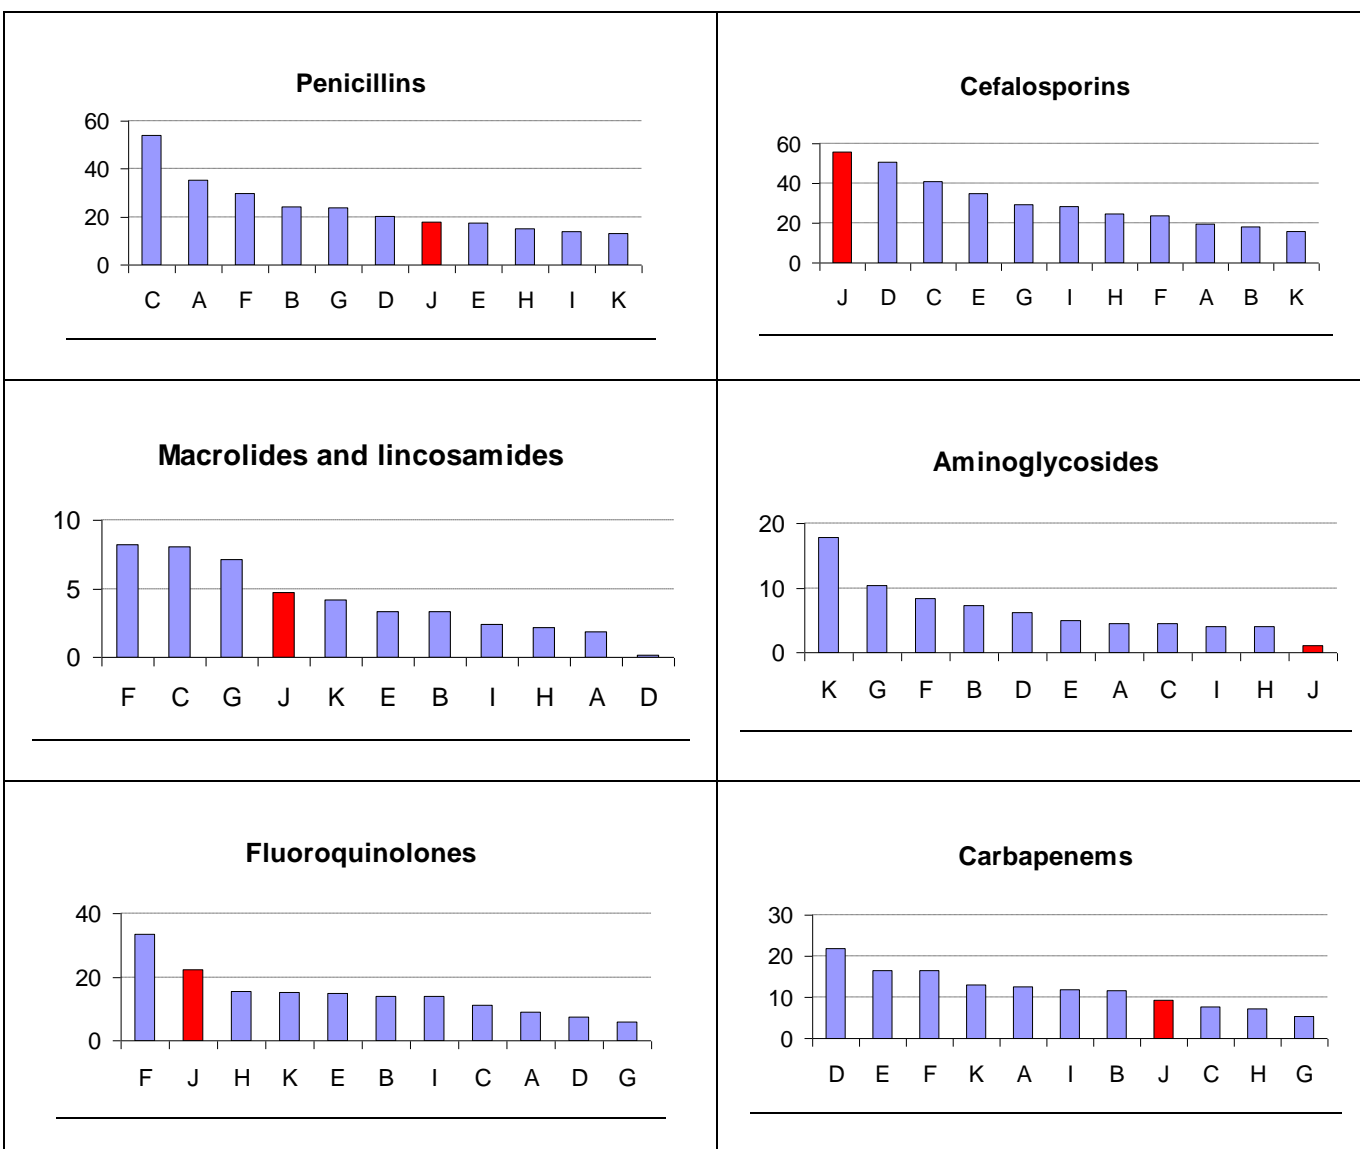 Penicillins
60
40
20
0
C A F B G D J E H I K
Cefalosporins
60
40
20
0
J D C E G I H F A B K
Macrolides and lincosamides
10
5
0
F C G J K E B I H A D
Aminoglycosides
20
10
0
K G F B D E A C I H J
Fluoroquinolones
40
20
0
F J H K E B I C A D G
Carbapenems
30
20
10
0
D E F K A I B J C H G